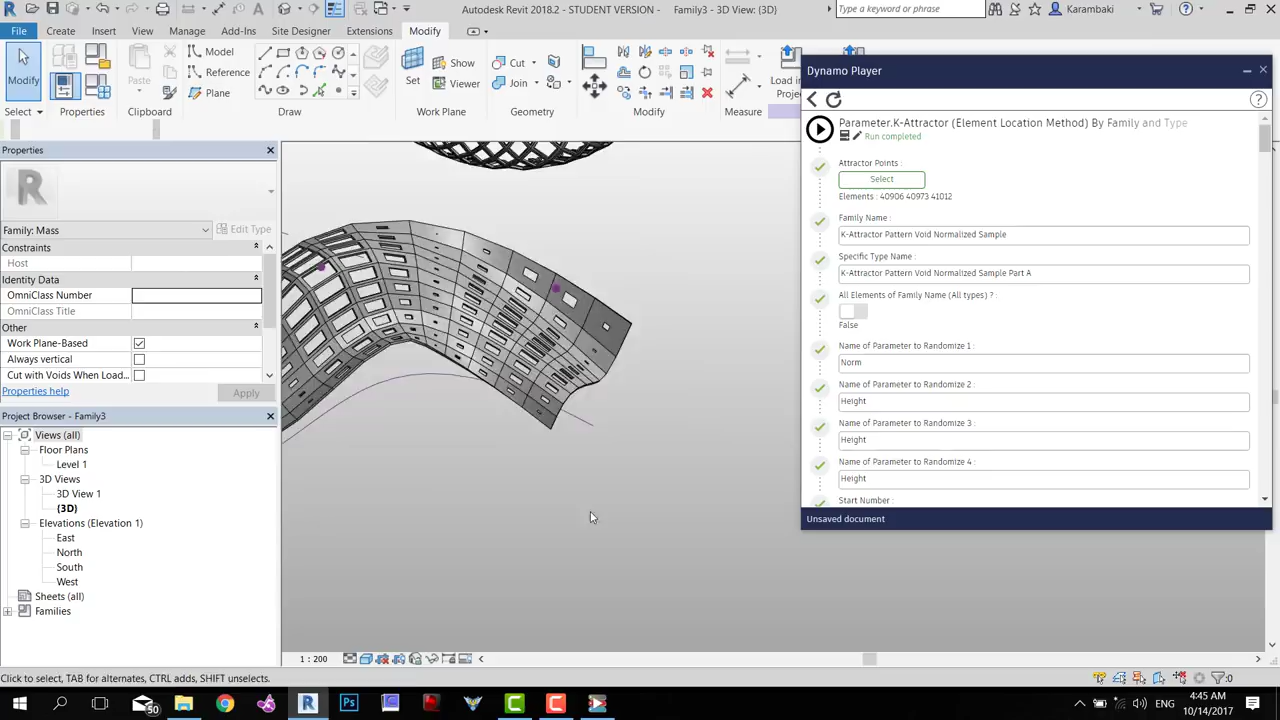 Autodesk Revit 2018.2 - STUDENT VERSION - Family3 - 3D View: {3D}
Type a keyword or phrase
Karambaki
File Create Insert View Manage Add-Ins Site Designer Extensions Modify
Modify
Select
Properties
Paste
Clipboard
Model
Reference
Plane
Draw
Set
Show
Viewer
Work Plane
Cut
Join
Geometry
Modify
Measure
Load in
Proje
Dynamo Player
Parameter.K-Attractor (Element Location Method) By Family and Type
Run completed
Attractor Points :
Select
Elements : 40906 40973 41012
Family Name :
K-Attractor Pattern Void Normalized Sample
Specific Type Name :
K-Attractor Pattern Void Normalized Sample Part A
All Elements of Family Name (All types) ? :
False
Name of Parameter to Randomize 1 :
Norm
Name of Parameter to Randomize 2 :
Height
Name of Parameter to Randomize 3 :
Height
Name of Parameter to Randomize 4 :
Height
Start Number :
Unsaved document
Properties
R
Family: Mass
Edit Type
Constraints
Host
Identity Data
OmniClass Number
OmniClass Title
Other
Work Plane-Based
Always vertical
Cut with Voids When Load...
Properties help
Apply
Project Browser - Family3
Views (all)
Floor Plans
Level 1
3D Views
3D View 1
{3D}
Elevations (Elevation 1)
East
North
South
West
Sheets (all)
Families
1 : 200
Click to select, TAB for alternates, CTRL adds, SHIFT unselects.
:0
50
R
Ps
ENG
4:45 AM
10/14/2017